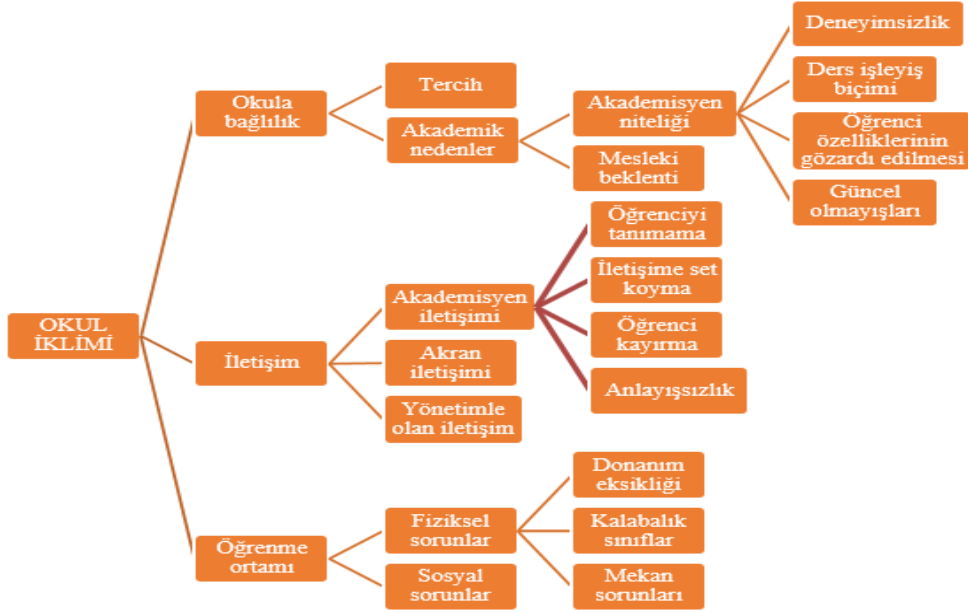 OKUL
İKLİMİ
Okula
bağlılık
Tercih
Akademik
nedenler
Akademisyen
niteliği
Deneyimsizlik
Ders işleyiş
biçimi
Öğrenci
özelliklerinin
gözardı edilmesi
Güncel
olmayışları
Mesleki
beklenti
İletişim
Akademisyen
iletişimi
Öğrenciyi
tanımama
İletişime set
koyma
Öğrenci
kayırma
Anlayışsızlık
Akran
iletişimi
Yönetimle
olan iletişim
Öğrenme
ortamı
Fiziksel
sorunlar
Donanım
eksikliği
Kalabalık
sınıflar
Mekan
sorunları
Sosyal
sorunlar